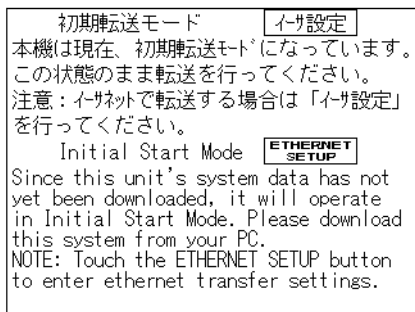 初期転送モード イーサ設定
本機は現在、初期転送モードになっています。
この状態のまま転送を行ってください。
注意：イーサネットで転送する場合は「イーサ設定」
を行ってください。
Initial Start Mode ETHERNET SETUP
Since this unit's system data has not
yet been downloaded, it will operate
in Initial Start Mode. Please download
this system from your PC.
NOTE: Touch the ETHERNET SETUP button
to enter ethernet transfer settings.